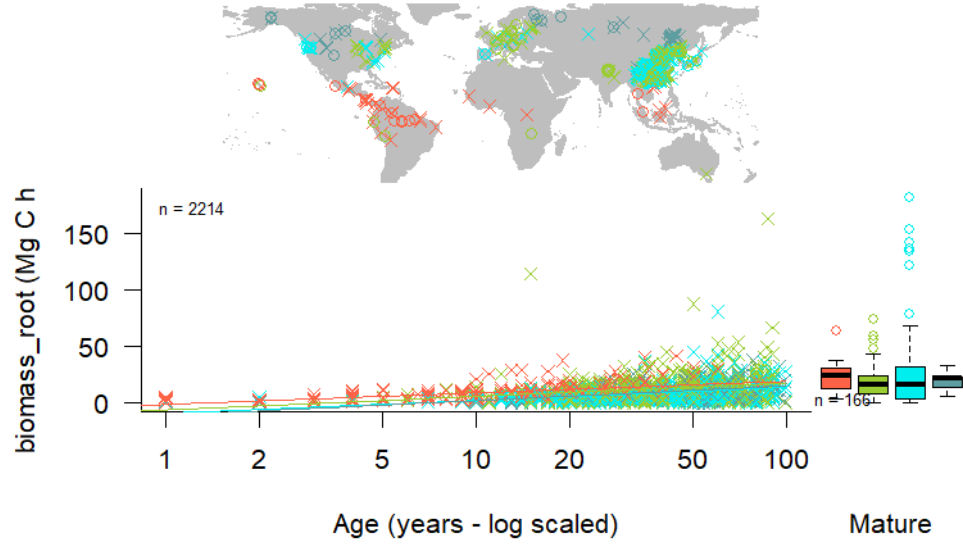 n = 2214
biomass_root (Mg C h
150
100
50
0
n = 166
1 2 5 10 20 50 100
Age (years - log scaled)
Mature